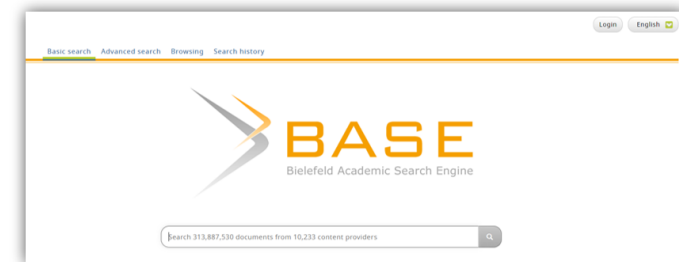 Login English
Basic search Advanced search Browsing Search history
BASE
Bielefeld Academic Search Engine
Search 313,887,530 documents from 10,233 content providers